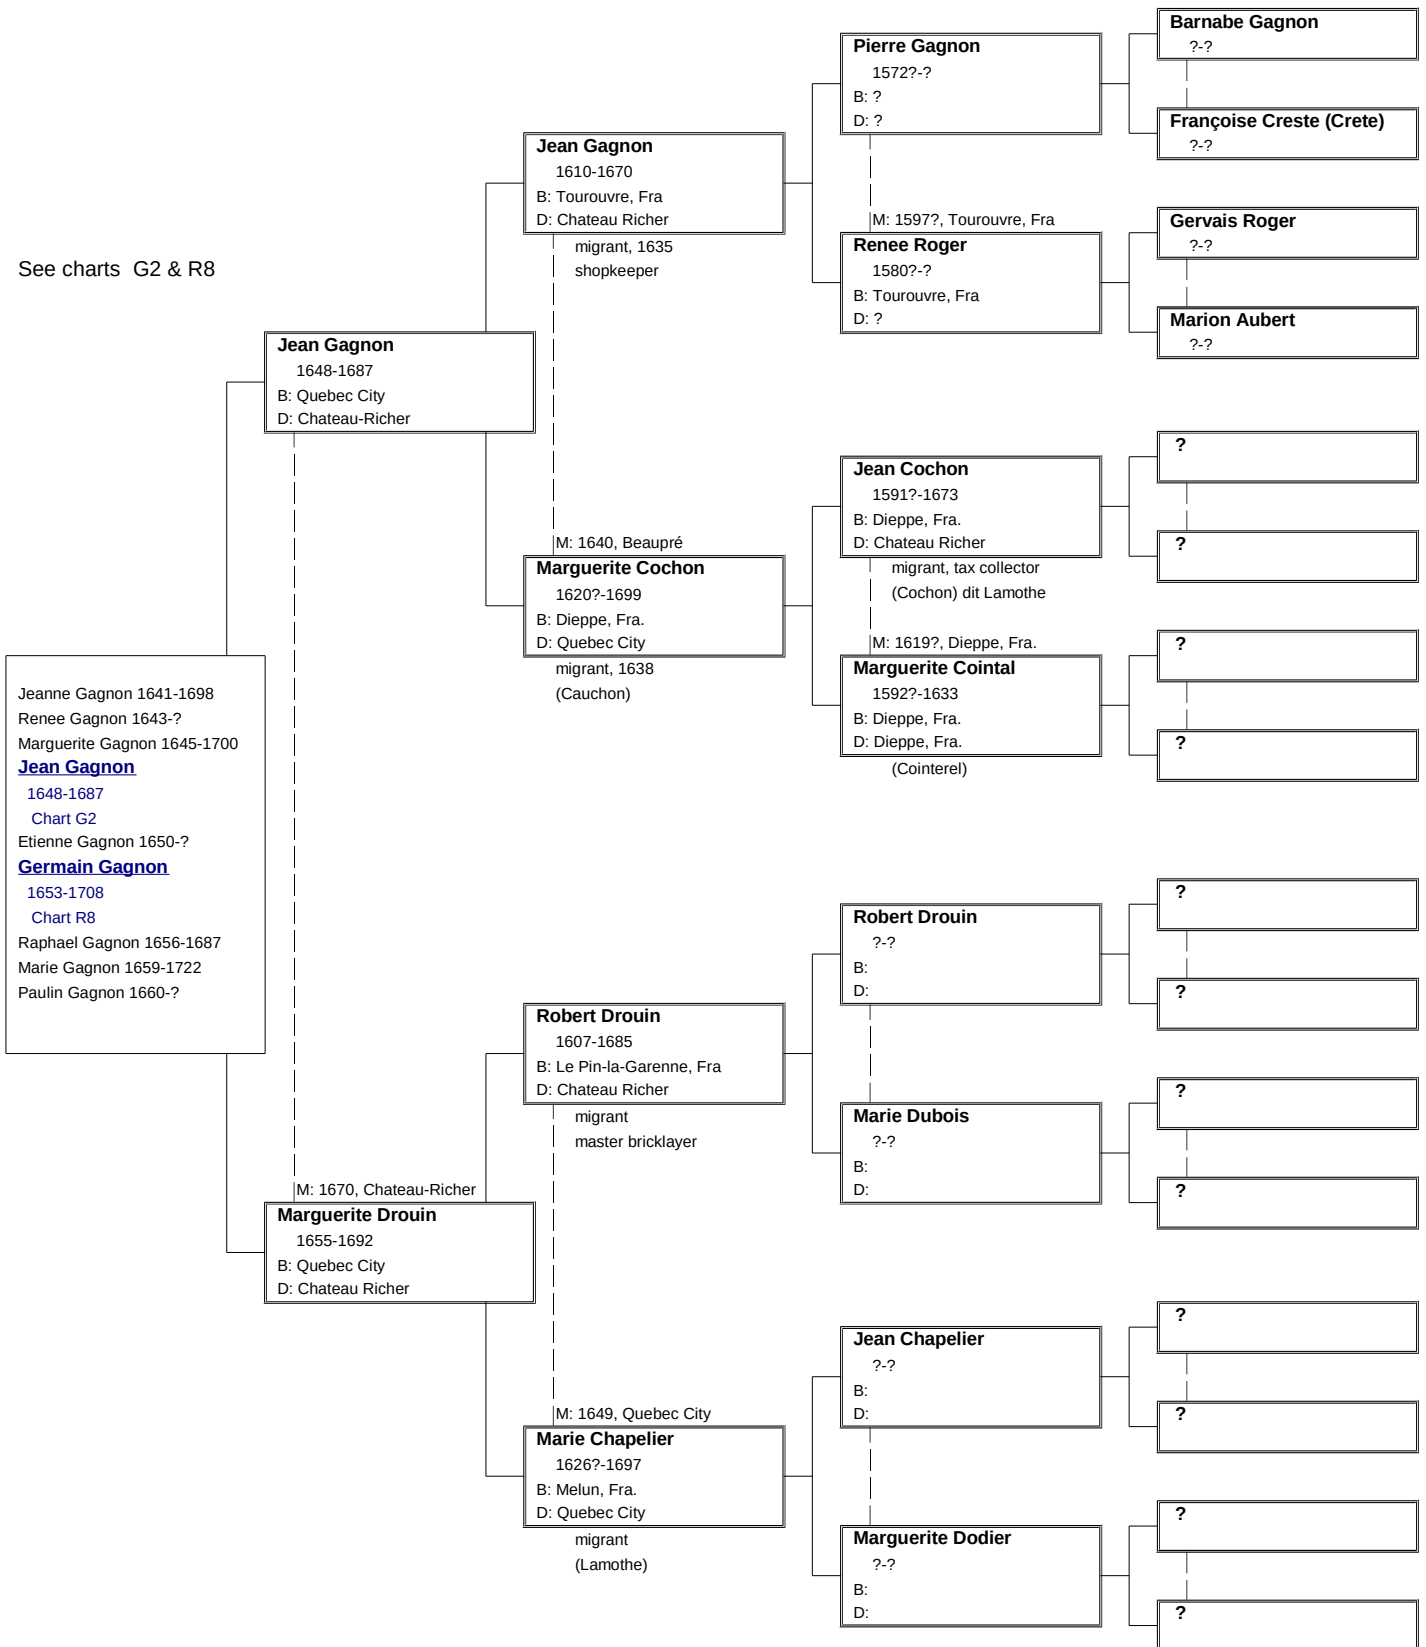 See charts G2 & R8
Jeanne Gagnon 1641-1698
Renee Gagnon 1643-?
Marguerite Gagnon 1645-1700
Jean Gagnon
1648-1687
Chart G2
Etienne Gagnon 1650-?
Germain Gagnon
1653-1708
Chart R8
Raphael Gagnon 1656-1687
Marie Gagnon 1659-1722
Paulin Gagnon 1660-?
Jean Gagnon
1648-1687
B: Quebec City
D: Chateau-Richer
M: 1670, Chateau-Richer
Marguerite Drouin
1655-1692
B: Quebec City
D: Chateau Richer
Jean Gagnon
1610-1670
B: Tourouvre, Fra
D: Chateau Richer
migrant, 1635
shopkeeper
M: 1640, Beaupré
Marguerite Cochon
1620?-1699
B: Dieppe, Fra.
D: Quebec City
migrant, 1638
(Cauchon)
Robert Drouin
1607-1685
B: Le Pin-la-Garenne, Fra
D: Chateau Richer
migrant
master bricklayer
M: 1649, Quebec City
Marie Chapelier
1626?-1697
B: Melun, Fra.
D: Quebec City
migrant
(Lamothe)
Pierre Gagnon
1572?-?
B: ?
D: ?
M: 1597?, Tourouvre, Fra
Renee Roger
1580?-?
B: Tourouvre, Fra
D: ?
Jean Cochon
1591?-1673
B: Dieppe, Fra.
D: Chateau Richer
migrant, tax collector
(Cochon) dit Lamothe
M: 1619?, Dieppe, Fra.
Marguerite Cointal
1592?-1633
B: Dieppe, Fra.
D: Dieppe, Fra.
(Cointerel)
Robert Drouin
?-?
B:
D:
Marie Dubois
?-?
B:
D:
Jean Chapelier
?-?
B:
D:
Marguerite Dodier
?-?
B:
D:
Barnabe Gagnon
?-?
Françoise Creste (Crete)
?-?
Gervais Roger
?-?
Marion Aubert
?-?
?
?
?
?
?
?
?
?
?
?
?
?